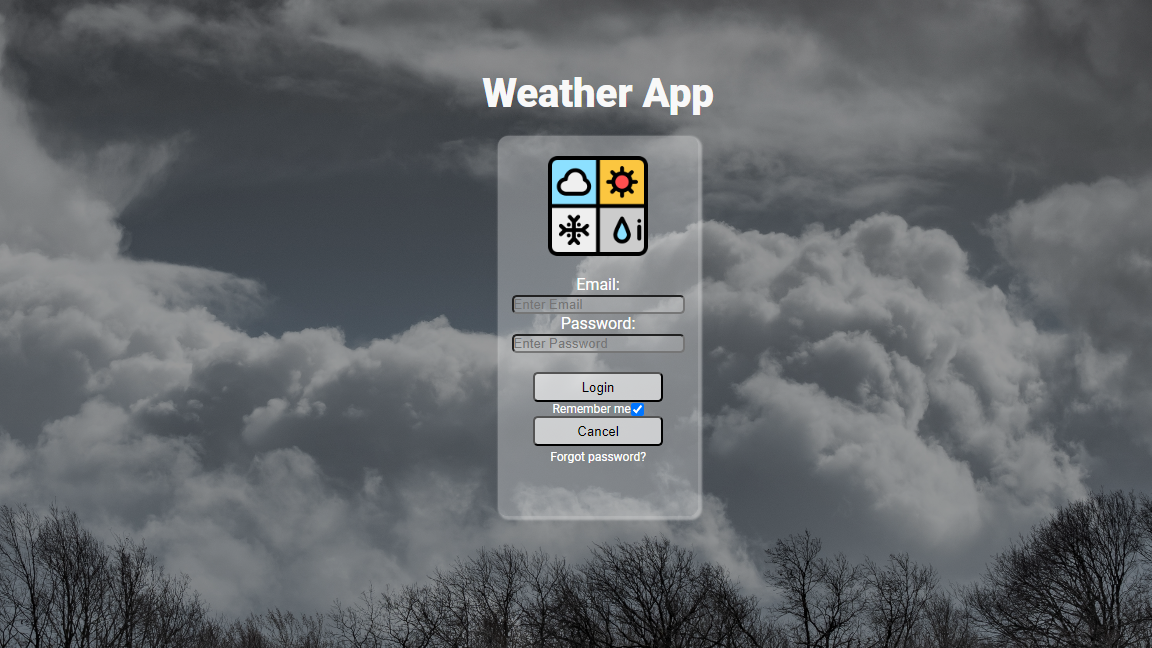 Weather App
i
Email:
Enter Email
Password:
Enter Password
Login
Remember me
Cancel
Forgot password?